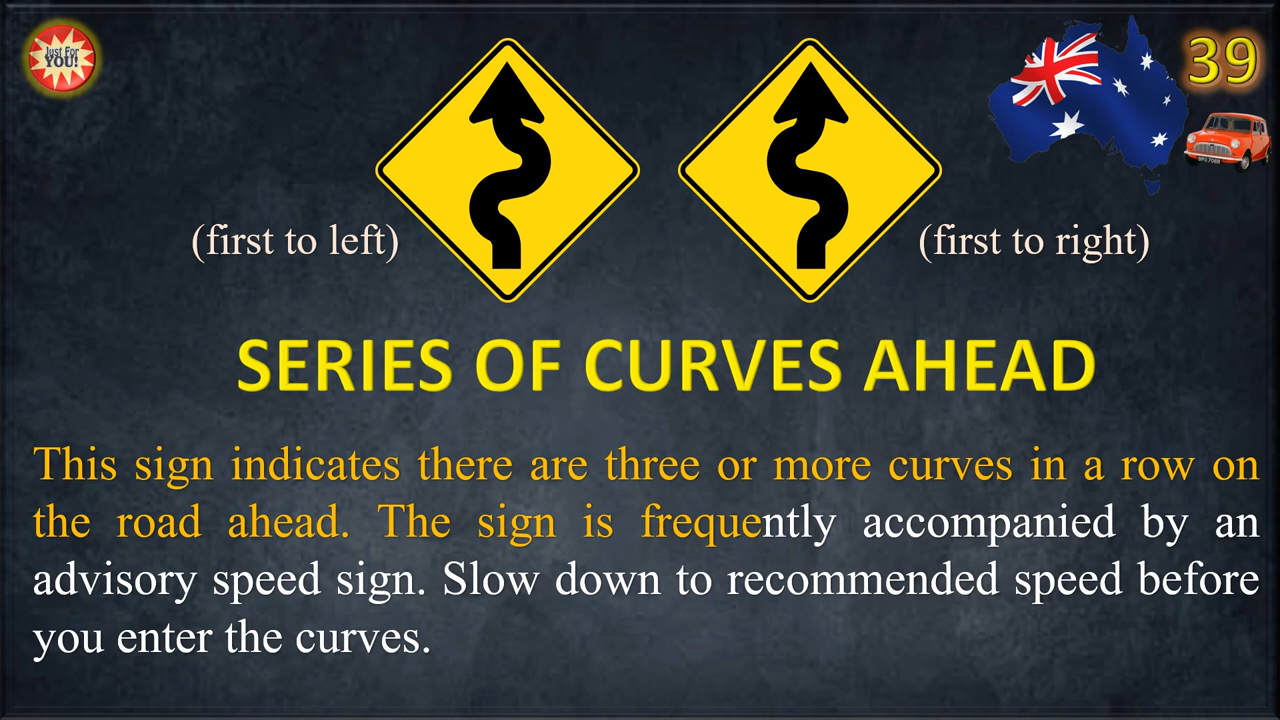 Just For
YOU!
39
(first to left)
(first to right)
SERIES OF CURVES AHEAD
This sign indicates there are three or more curves in a row on
the road ahead. The sign is frequently accompanied by an
advisory speed sign. Slow down to recommended speed before
you enter the curves.